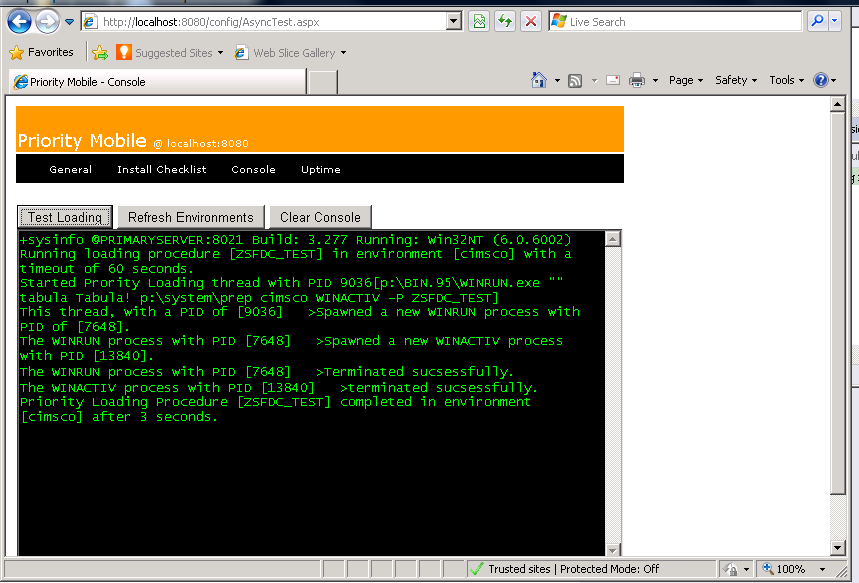 http://localhost:8080/config/AsyncTest.aspx
Live Search
Favorites
Suggested Sites
Web Slice Gallery
Priority Mobile - Console
Page
Safety
Tools
Priority Mobile @ localhost:8080
General Install Checklist Console Uptime
Test Loading Refresh Environments Clear Console
+sysinfo @PRIMARYSERVER:8021 Build: 3.277 Running: Win32NT (6.0.6002)
Running loading procedure [ZSFDC_TEST] in environment [cimsco] with a
timeout of 60 seconds.
Started Prority Loading thread with PID 9036[p:\BIN.95\WINRUN.exe ""
tabula Tabula! p:\system\prep cimsco WINACTIV -P ZSFDC_TEST]
This thread, with a PID of [9036] >Spawned a new WINRUN process with
PID of [7648].
The WINRUN process with PID [7648] >Spawned a new WINACTIV process
with PID [13840].
The WINRUN process with PID [7648] >Terminated sucsessfully.
The WINACTIV process with PID [13840] >terminated sucsessfully.
Priority Loading Procedure [ZSFDC_TEST] completed in environment
[cimsco] after 3 seconds.
Trusted sites | Protected Mode: Off
100%